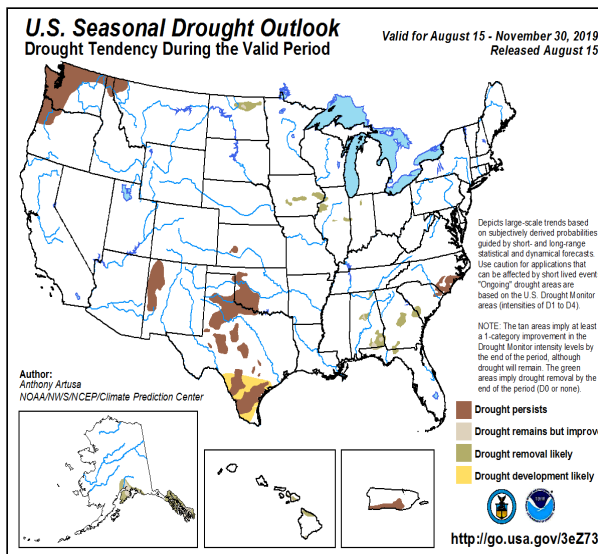 U.S. Seasonal Drought Outlook
Drought Tendency During the Valid Period
Valid for August 15 - November 30, 2019
Released August 15
Depicts large-scale trends based
on subjectively derived probabilities
guided by short- and long-range
statistical and dynamical forecasts.
Use caution for applications that
can be affected by short lived event
"Ongoing" drought areas are
based on the U.S. Drought Monitor
areas (intensities of D1 to D4).
NOTE: The tan areas imply at least
a 1-category improvement in the
Drought Monitor intensity levels by
the end of the period, although
drought will remain. The green
areas imply drought removal by the
end of the period (D0 or none).
Author:
Anthony Artusa
NOAA/NWS/NCEP/Climate Prediction Center
Drought persists
Drought remains but improv
Drought removal likely
Drought development likely
http://go.usa.gov/3eZ73